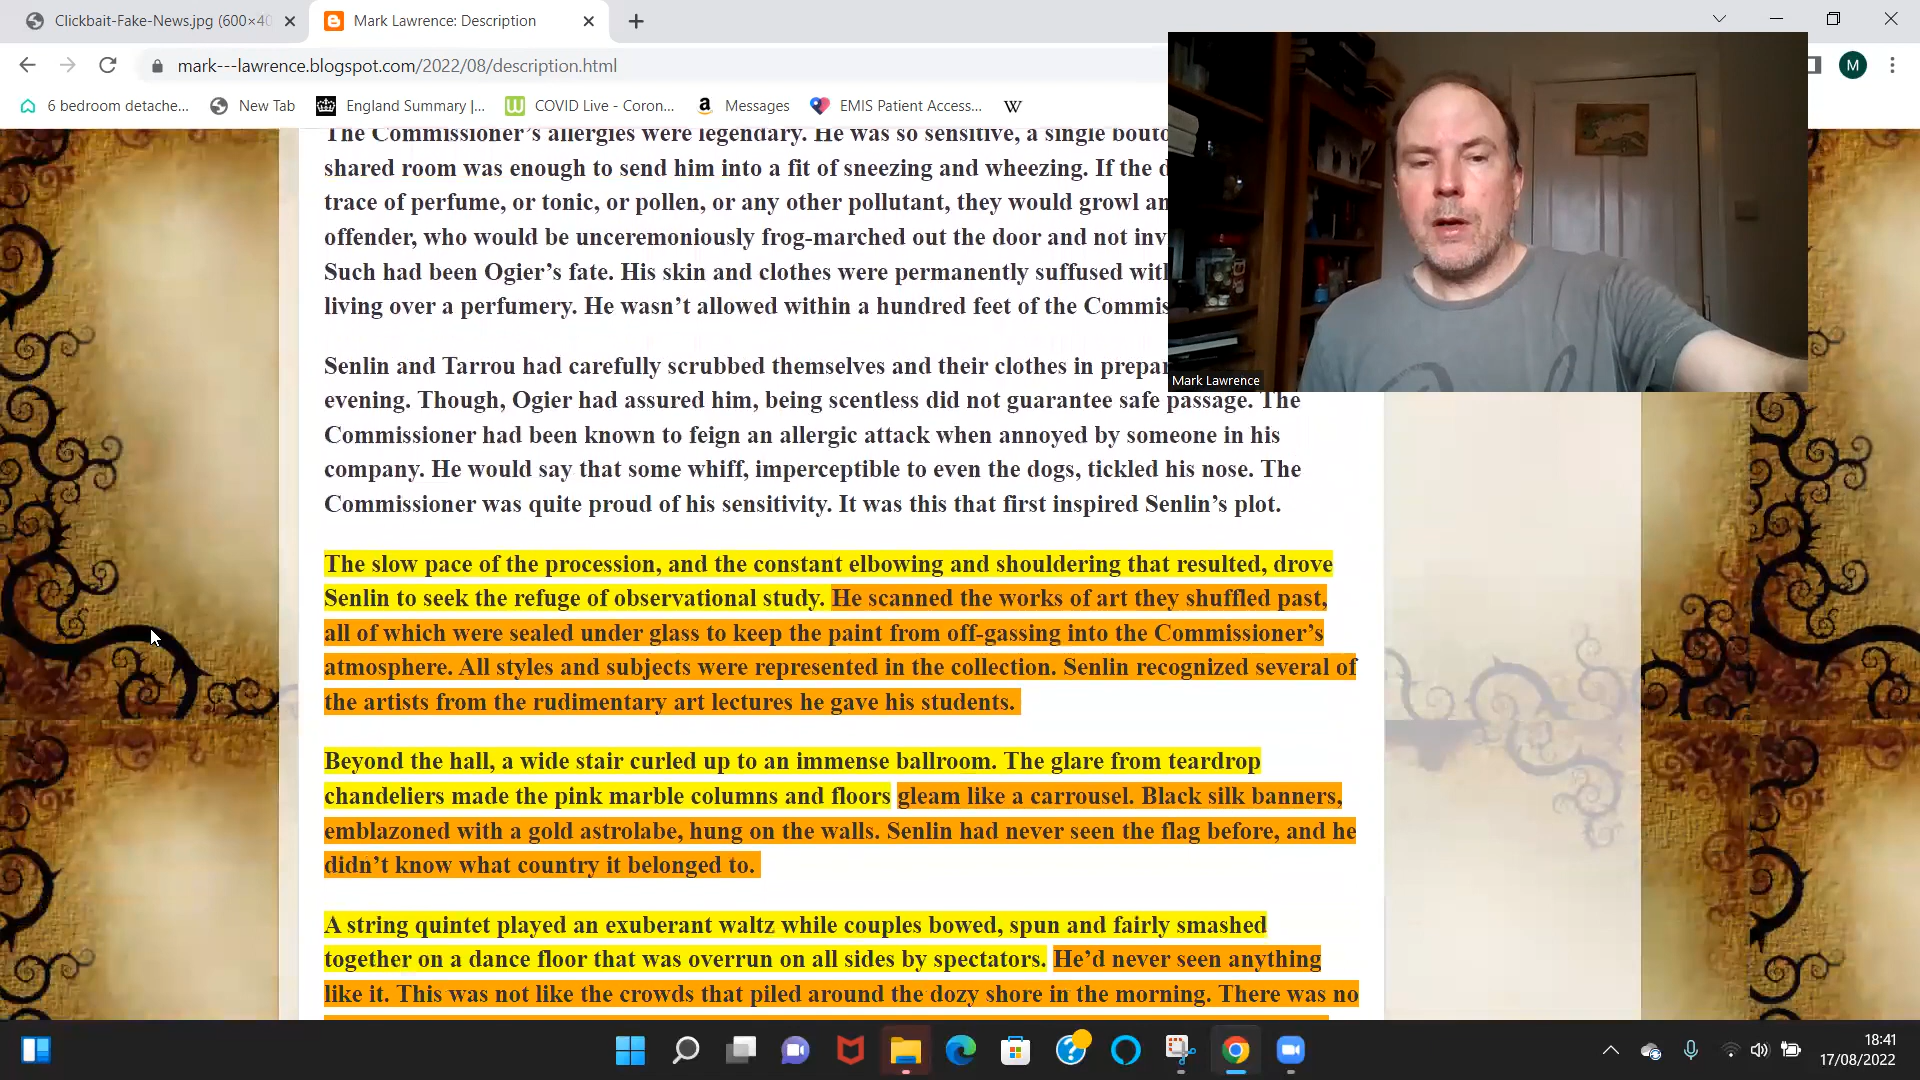 Clickbait-Fake-News.jpg (600×40
Mark Lawrence: Description
mark---lawrence.blogspot.com/2022/08/description.html
M
6 bedroom detache...
New Tab
England Summary |...
COVID Live - Coron...
Messages
EMIS Patient Access...
W
The Commissioner's allergies were legendary. He was so sensitive, a single
shared room was enough to send him into a fit of sneezing and wheezing. If the
trace of perfume, or tonic, or pollen, or any other pollutant, they would growl
offender, who would be unceremoniously frog-marched out the door and not
Such had been Ogier's fate. His skin and clothes were permanently suffused
living over a perfumery. He wasn't allowed within a hundred feet of the
Senlin and Tarrou had carefully scrubbed themselves and their clothes in
evening. Though, Ogier had assured him, being scentless did not guarantee safe passage. The
Commissioner had been known to feign an allergic attack when annoyed by someone in his
company. He would say that some whiff, imperceptible to even the dogs, tickled his nose. The
Commissioner was quite proud of his sensitivity. It was this that first inspired Senlin's plot.
The slow pace of the procession, and the constant elbowing and shouldering that resulted, drove
Senlin to seek the refuge of observational study. He scanned the works of art they shuffled past,
all of which were sealed under glass to keep the paint from off-gassing into the Commissioner's
atmosphere. All styles and subjects were represented in the collection. Senlin recognized several of
the artists from the rudimentary art lectures he gave his students.
Beyond the hall, a wide stair curled up to an immense ballroom. The glare from teardrop
chandeliers made the pink marble columns and floors gleam like a carrousel. Black silk banners,
emblazoned with a gold astrolabe, hung on the walls. Senlin had never seen the flag before, and he
didn't know what country it belonged to.
A string quintet played an exuberant waltz while couples bowed, spun and fairly smashed
together on a dance floor that was overrun on all sides by spectators. He'd never seen anything
like it. This was not like the crowds that piled around the dozy shore in the morning. There was no
Mark Lawrence
18:41
17/08/2022